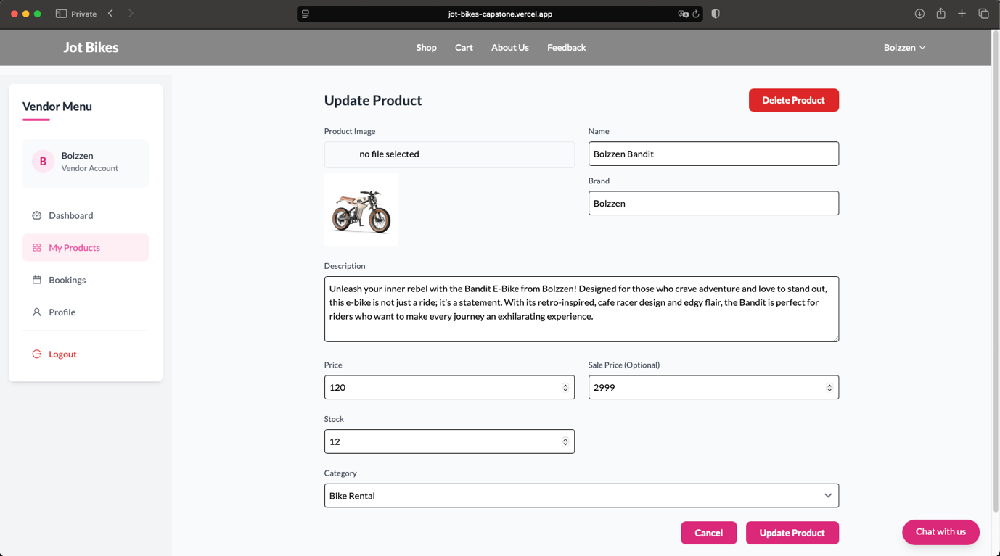 Private
jot-bikes-capstone.vercel.app
Jot Bikes
Shop
Cart
About Us
Feedback
Bolzzen
Vendor Menu
B
Bolzzen
Vendor Account
Dashboard
My Products
Bookings
Profile
Logout
Update Product
Delete Product
Product Image
no file selected
Name
Bolzzen Bandit
Brand
Bolzzen
Description
Unleash your inner rebel with the Bandit E-Bike from Bolzzen! Designed for those who crave adventure and love to stand out,
this e-bike is not just a ride; it’s a statement. With its retro-inspired, cafe racer design and edgy flair, the Bandit is perfect for
riders who want to make every journey an exhilarating experience.
Price
120
Sale Price (Optional)
2999
Stock
12
Category
Bike Rental
Cancel
Update Product
Chat with us